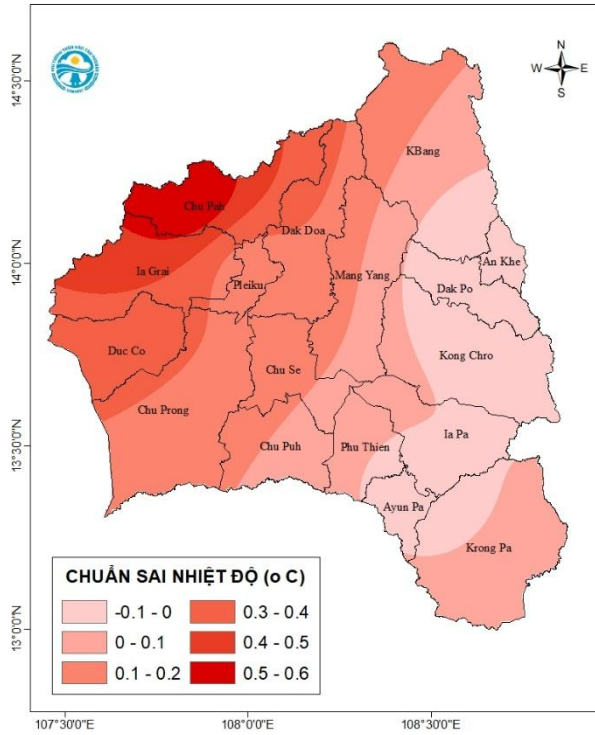 N
W E
S
14°30'0"N
14°0'0"N
13°30'0"N
13°0'0"N
KBang
Chu Pah
Dak Doa
An Khe
Ia Grai
Pleiku
Mang Yang
Dak Po
Duc Co
Kong Chro
Chu Se
Chu Prong
Ia Pa
Chu Puh
Phu Thien
Ayun Pa
Krong Pa
CHUẨN SAI NHIỆT ĐỘ (o C)
-0.1 - 0
0 - 0.1
0.1 - 0.2
0.3 - 0.4
0.4 - 0.5
0.5 - 0.6
107°30'0"E
108°0'0"E
108°30'0"E